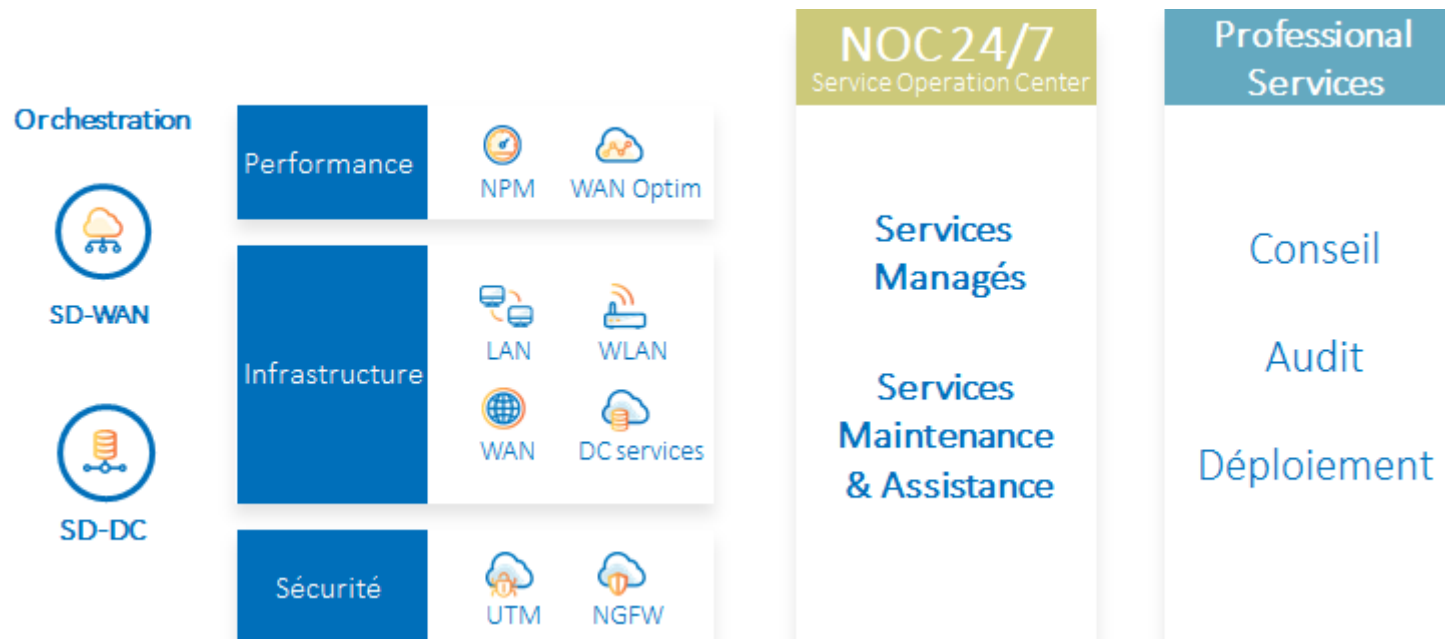 Orchestration
SD-WAN
SD-DC
Performance
NPM
WAN Optim
Infrastructure
LAN
WLAN
WAN
DC services
Sécurité
UTM
NGFW
NOC 24/7
Service Operation Center
Services
Managés
Services
Maintenance
& Assistance
Professional
Services
Conseil
Audit
Déploiement